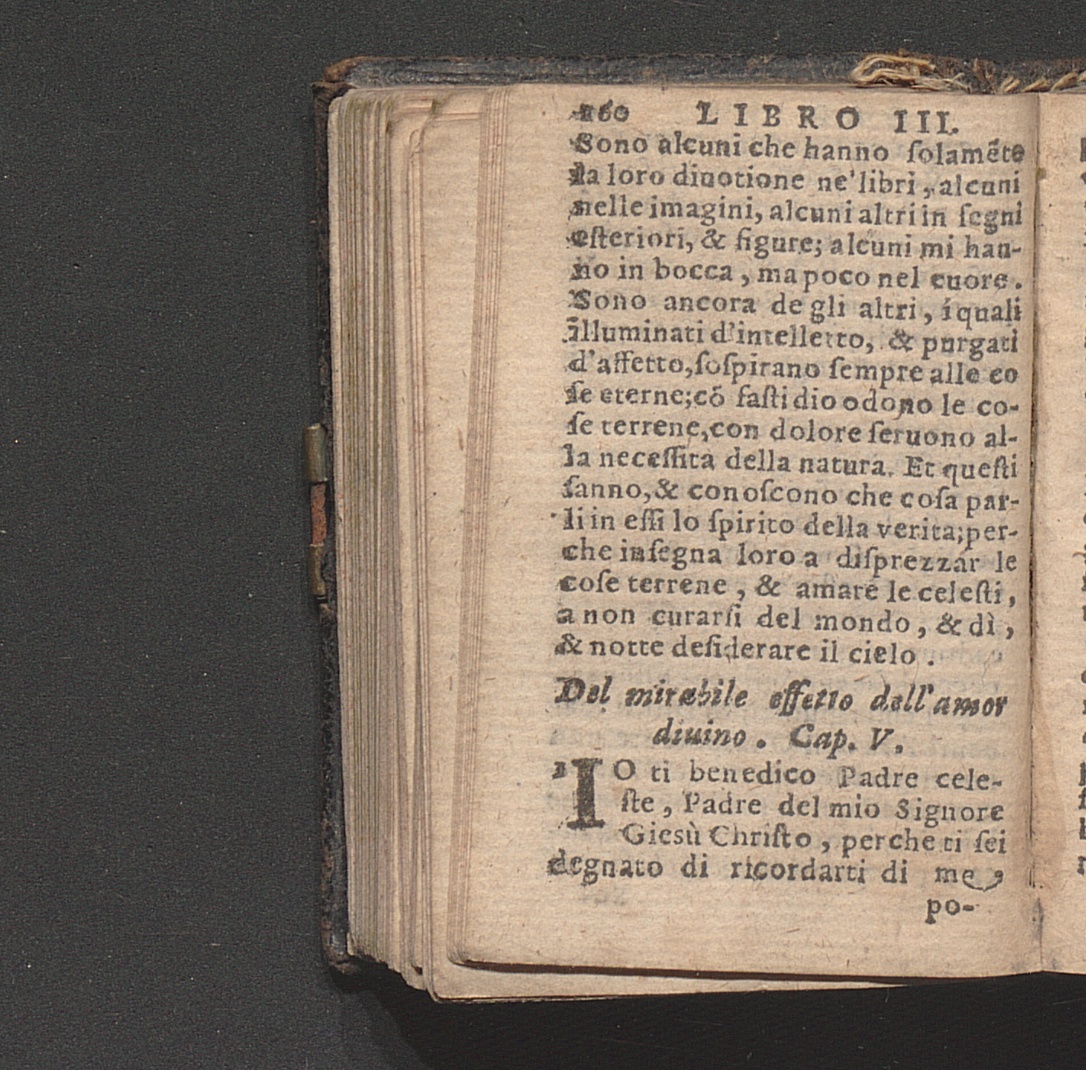 160 LIBRO III.
Sono alcuni che hanno ſolamẽte
la loro diuotione ne'libri, alcuni
nelle imagini, alcuni altri in ſegni
eſteriori, & figure; alcuni mi han-
no in bocca, ma poco nel cuore.
Sono ancora de gli altri, i quali
illuminati d'intelletto, & purgati
d'affetto, ſoſpirano ſempre alle co
ſe eterne; cõ faſtidio odono le co-
ſe terrene, con dolore ſeruono al-
la neceſſita della natura. Et queſti
ſanno, & conoſcono che coſa par-
li in eſſi lo ſpirito della verita; per-
che inſegna loro a diſprezzar le
coſe terrene, & amare le celeſti,
a non curarſi del mondo, & dì,
& notte deſiderare il cielo.
Del mirabile effetto dell'amor
diuino. Cap. V.
1 IO ti benedico Padre cele-
ſte, Padre del mio Signore
Giesù Chriſto, perche ti ſei
degnato di ricordarti di me,
po-